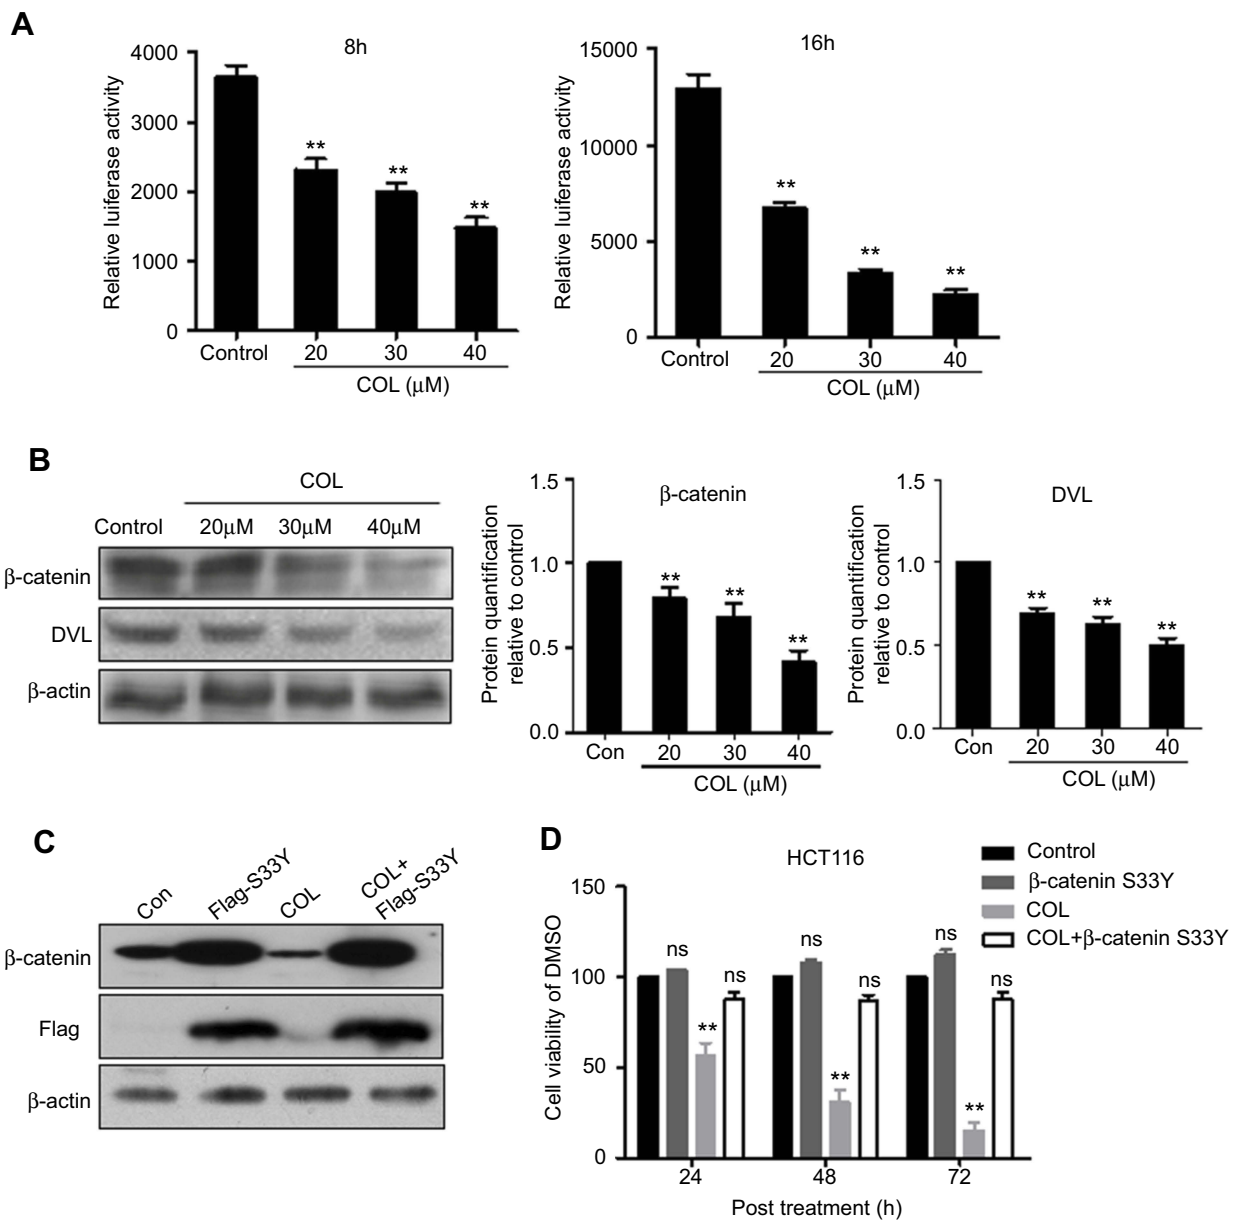 A
8h
Relative luiferase activity
4000
3000
2000
1000
0
**
**
**
Control 20 30 40
COL (μM)
16h
Relative luiferase activity
15000
10000
5000
0
**
**
**
Control 20 30 40
COL (μM)
B
COL
Control 20μM 30μM 40μM
β-catenin
DVL
β-actin
β-catenin
Protein quantification
relative to control
1.5
1.0
0.5
0.0
**
**
**
Con 20 30 40
COL (μM)
DVL
Protein quantification
relative to control
1.5
1.0
0.5
0.0
**
**
**
Con 20 30 40
COL (μM)
C
Con
Flag-S33Y
COL
COL+
Flag-S33Y
β-catenin
Flag
β-actin
D
HCT116
Control
β-catenin S33Y
COL
COL+β-catenin S33Y
Cell viability of DMSO
150
100
50
0
ns
**
ns
ns
**
ns
ns
**
ns
24 48 72
Post treatment (h)